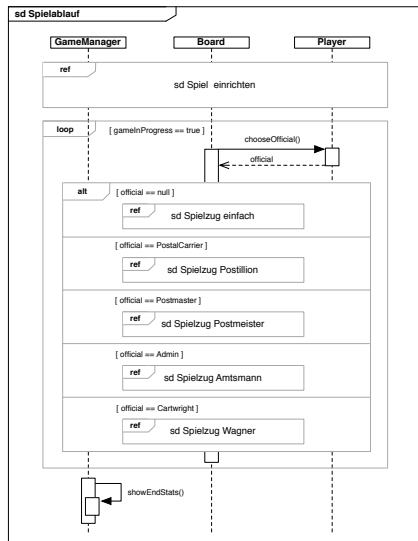 sd Spielablauf
GameManager
Board
Player
ref
sd Spiel einrichten
loop
[ gameInProgress == true ]
chooseOfficial()
official
alt
[ official == null ]
ref
sd Spielzug einfach
[ official == PostalCarrier ]
ref
sd Spielzug Postillion
[ official == Postmaster ]
ref
sd Spielzug Postmeister
[ official == Admin ]
ref
sd Spielzug Amtsmann
[ official == Cartwright ]
ref
sd Spielzug Wagner
showEndStats()